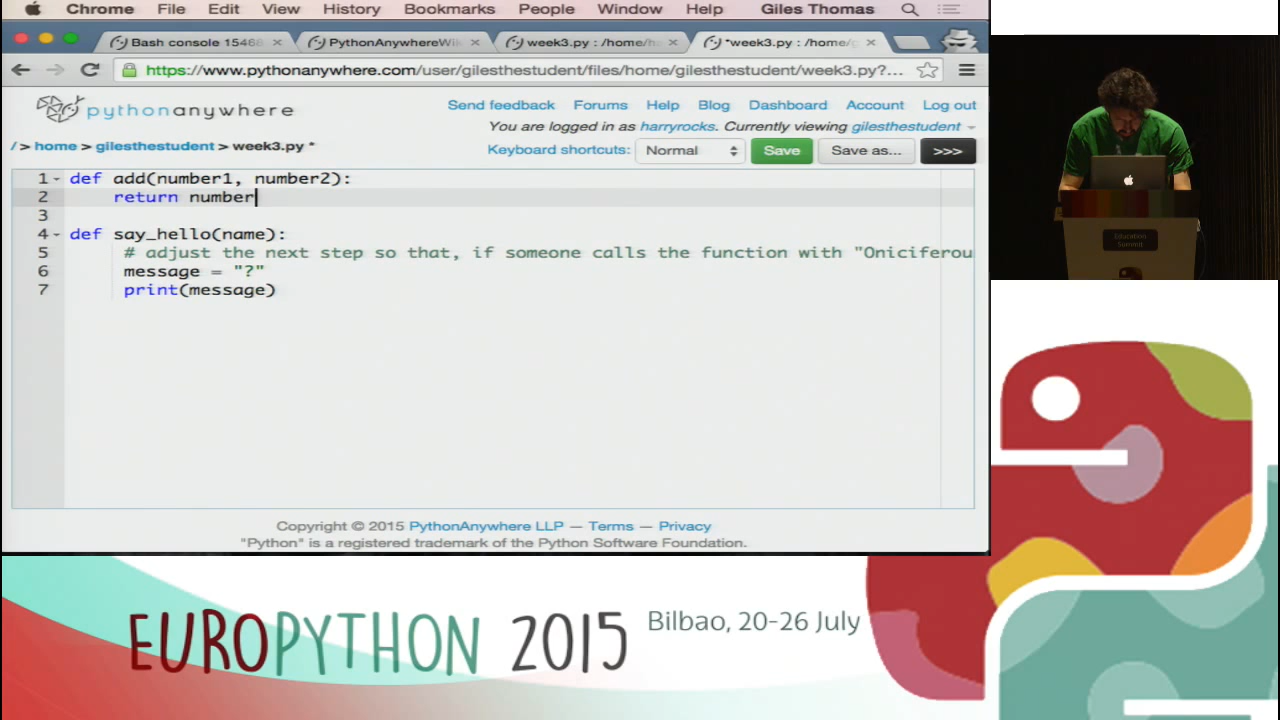 Chrome File Edit View History Bookmarks People Window Help Giles Thomas
Bash console 15468
PythonAnywhereWi
week3.py : /home/h
*week3.py : /home/g
https://www.pythonanywhere.com/user/gilesthestudent/files/home/gilesthestudent/week3.py?...
pythonanywhere
Send feedback Forums Help Blog Dashboard Account Log out
You are logged in as harryrocks. Currently viewing gilesthestudent
/ > home > gilesthestudent > week3.py *
Keyboard shortcuts: Normal Save Save as... >>>
1 def add(number1, number2):
2 return number
3
4 def say_hello(name):
5 # adjust the next step so that, if someone calls the function with "Oniciferou
6 message = "?"
7 print(message)
Copyright © 2015 PythonAnywhere LLP — Terms — Privacy
"Python" is a registered trademark of the Python Software Foundation.
Education
Summit
EUROPYTHON 2015
Bilbao, 20-26 July